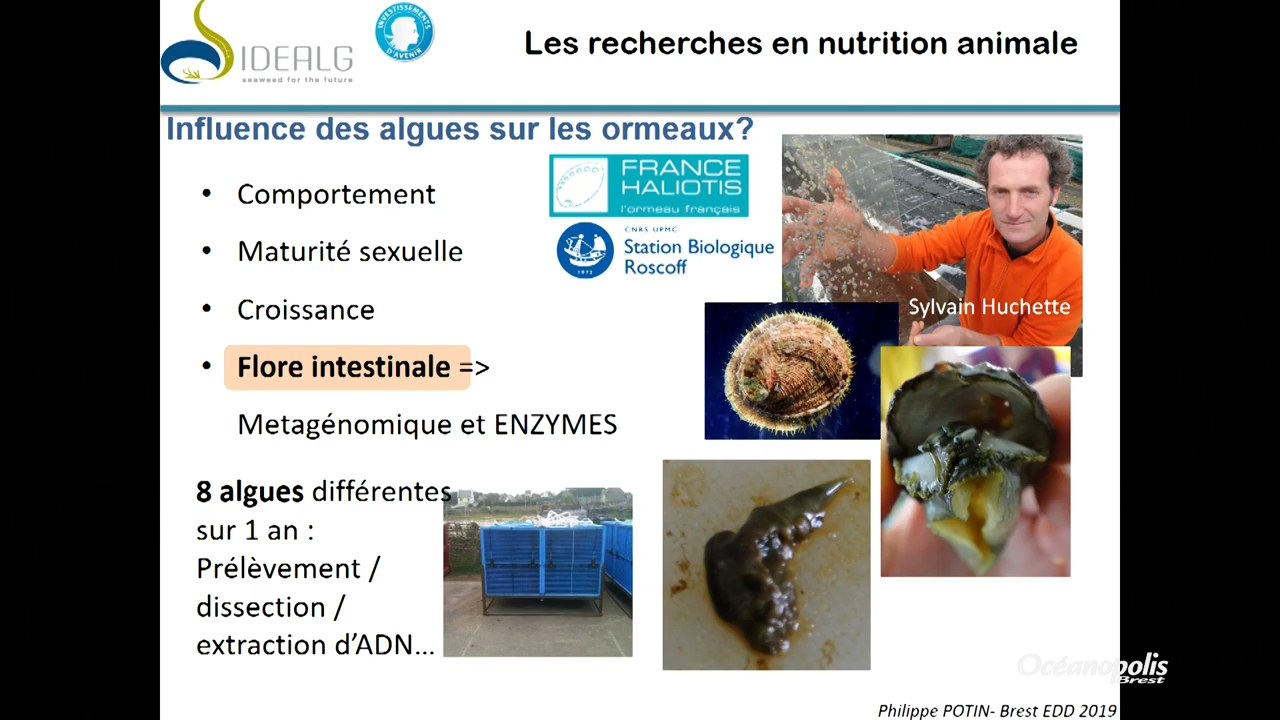 IDEALG
seaweed for the future
INVESTISSEMENTS
D'AVENIR
Les recherches en nutrition animale
Influence des algues sur les ormeaux?
• Comportement
• Maturité sexuelle
• Croissance
• Flore intestinale =>
Metagénomique et ENZYMES
FRANCE
HALIOTIS
l'ormeau français
CNRS UPMC
Station Biologique
Roscoff
1872
Sylvain Huchette
8 algues différentes
sur 1 an :
Prélèvement /
dissection /
extraction d'ADN...
Océanopolis
Brest
Philippe POTIN- Brest EDD 2019